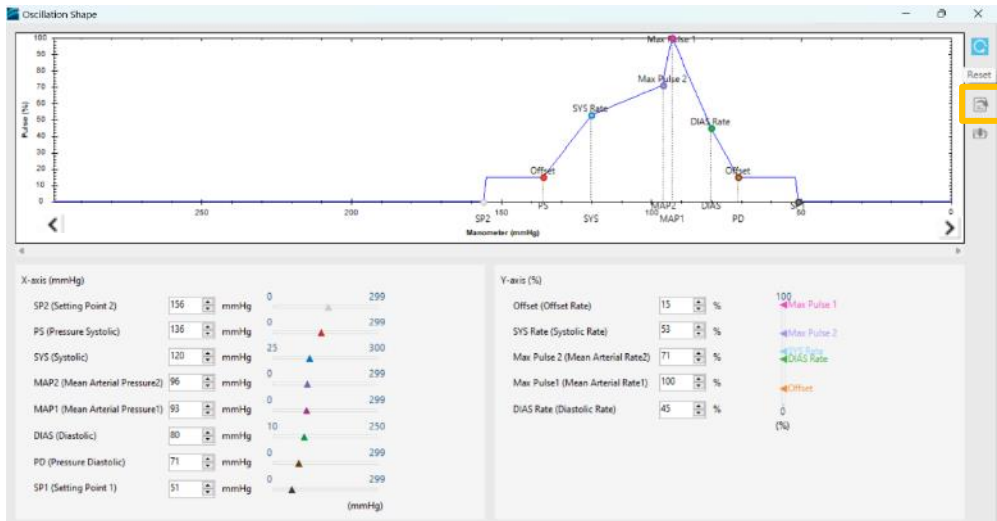 Oscillation Shape
100
90
80
70
60
50
40
30
20
10
0
Pulse (%)
Max Pulse 1
Max Pulse 2
SYS Rate
DIAS Rate
Offset
Offset
250
200
150
100
50
0
SP2
PS
SYS
MAP2
MAP1
DIAS
PD
SP1
Manometer (mmHg)
Reset
X-axis (mmHg)
SP2 (Setting Point 2) 156 mmHg 0 299
PS (Pressure Systolic) 136 mmHg 0 299
SYS (Systolic) 120 mmHg 25 300
MAP2 (Mean Arterial Pressure2) 96 mmHg 0 299
MAP1 (Mean Arterial Pressure1) 93 mmHg 0 299
DIAS (Diastolic) 80 mmHg 10 250
PD (Pressure Diastolic) 71 mmHg 0 299
SP1 (Setting Point 1) 51 mmHg 0 299
(mmHg)
Y-axis (%)
Offset (Offset Rate) 15 %
SYS Rate (Systolic Rate) 53 %
Max Pulse 2 (Mean Arterial Rate2) 71 %
Max Pulse1 (Mean Arterial Rate1) 100 %
DIAS Rate (Diastolic Rate) 45 %
100
Max Pulse 1
Max Pulse 2
SYS Rate
DIAS Rate
Offset
0
(%)